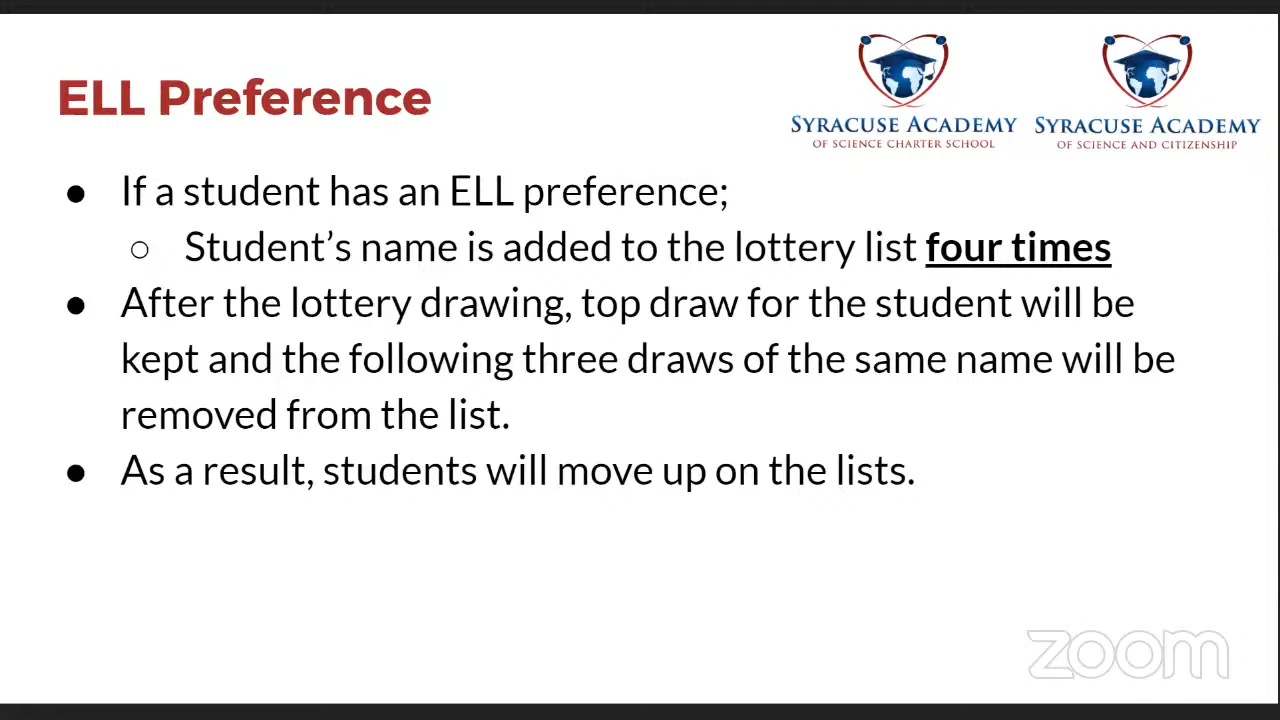 ELL Preference
SYRACUSE ACADEMY
OF SCIENCE CHARTER SCHOOL
SYRACUSE ACADEMY
OF SCIENCE AND CITIZENSHIP
● If a student has an ELL preference;
○ Student’s name is added to the lottery list four times
● After the lottery drawing, top draw for the student will be
kept and the following three draws of the same name will be
removed from the list.
● As a result, students will move up on the lists.
zoom